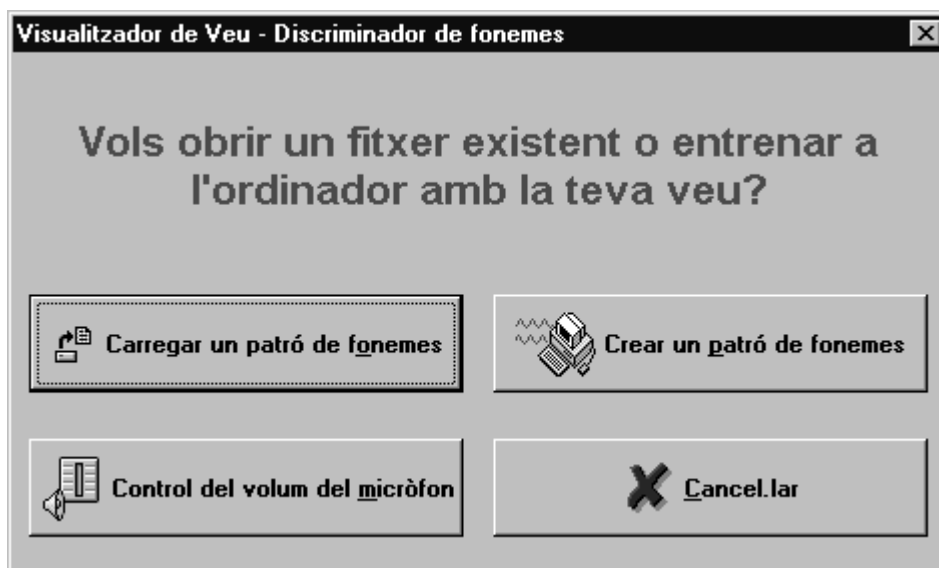 Visualitzador de Veu - Discriminador de fonemes
Vols obrir un fitxer existent o entrenar a
l'ordinador amb la teva veu?
Carregar un patró de fonemes
Crear un patró de fonemes
Control del volum del micròfon
Cancel.lar